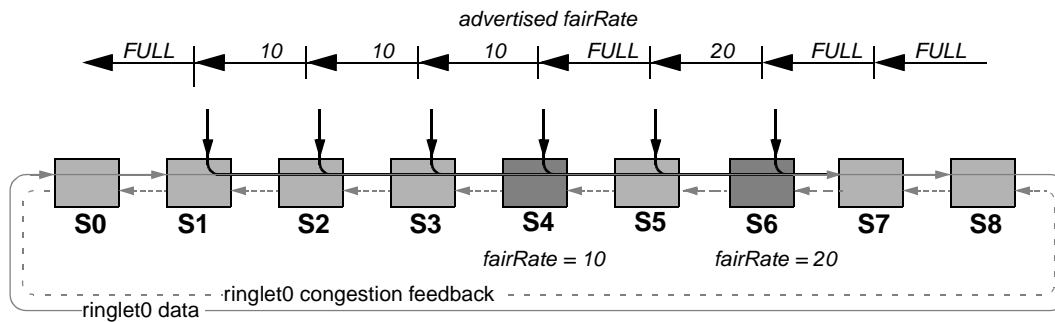 advertised fairRate
FULL 10 10 10 FULL 20 FULL FULL
S0 S1 S2 S3 S4 S5 S6 S7 S8
fairRate = 10 fairRate = 20
ringlet0 congestion feedback
ringlet0 data